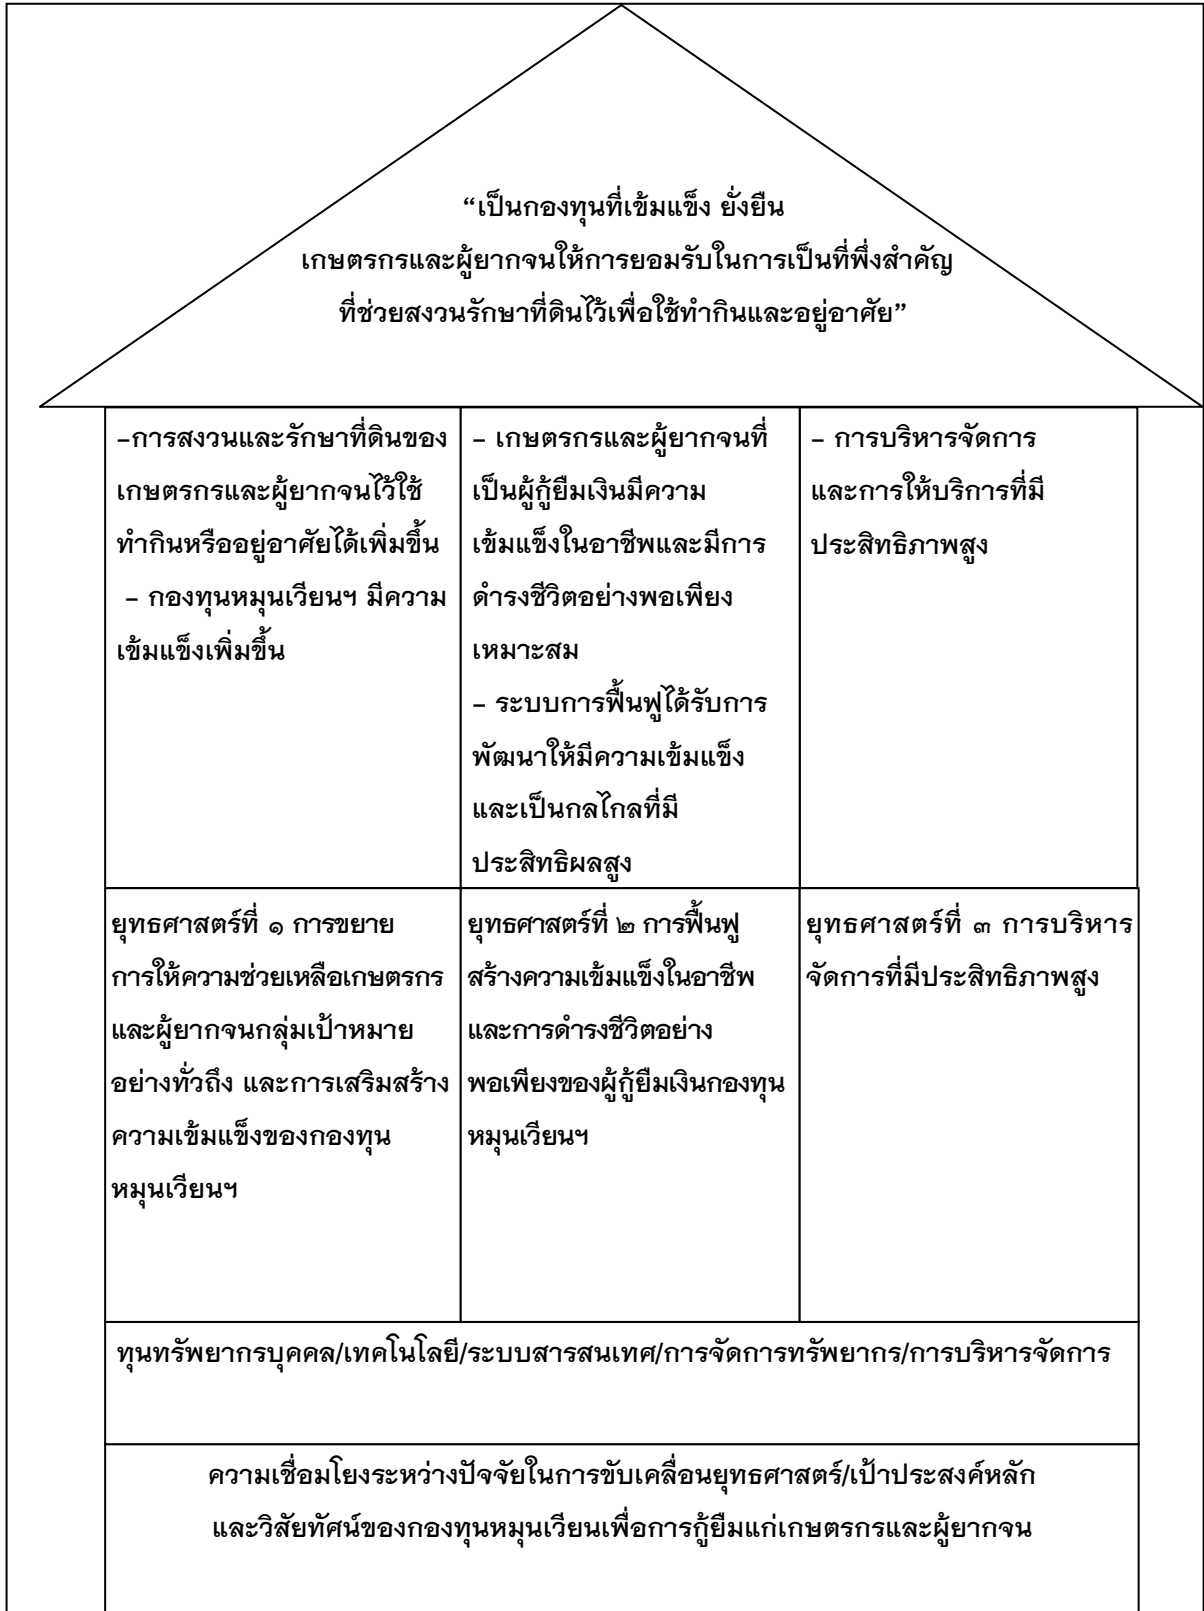 “เป็นกองทุนที่เข้มแข็ง ยั่งยืน
เกษตรกรและผู้ยากจนให้การยอมรับในการเป็นที่พึ่งสำคัญ
ที่ช่วยสงวนรักษาที่ดินไว้เพื่อใช้ทำกินและอยู่อาศัย”
–การสงวนและรักษาที่ดินของ
เกษตรกรและผู้ยากจนไว้ใช้
ทำกินหรืออยู่อาศัยได้เพิ่มขึ้น
– กองทุนหมุนเวียนฯ มีความ
เข้มแข็งเพิ่มขึ้น
– เกษตรกรและผู้ยากจนที่
เป็นผู้กู้ยืมเงินมีความ
เข้มแข็งในอาชีพและมีการ
ดำรงชีวิตอย่างพอเพียง
เหมาะสม
– ระบบการฟื้นฟูได้รับการ
พัฒนาให้มีความเข้มแข็ง
และเป็นกลไกลที่มี
ประสิทธิผลสูง
– การบริหารจัดการ
และการให้บริการที่มี
ประสิทธิภาพสูง
ยุทธศาสตร์ที่ ๑ การขยาย
การให้ความช่วยเหลือเกษตรกร
และผู้ยากจนกลุ่มเป้าหมาย
อย่างทั่วถึง และการเสริมสร้าง
ความเข้มแข็งของกองทุน
หมุนเวียนฯ
ยุทธศาสตร์ที่ ๒ การฟื้นฟู
สร้างความเข้มแข็งในอาชีพ
และการดำรงชีวิตอย่าง
พอเพียงของผู้กู้ยืมเงินกองทุน
หมุนเวียนฯ
ยุทธศาสตร์ที่ ๓ การบริหาร
จัดการที่มีประสิทธิภาพสูง
ทุนทรัพยากรบุคคล/เทคโนโลยี/ระบบสารสนเทศ/การจัดการทรัพยากร/การบริหารจัดการ
ความเชื่อมโยงระหว่างปัจจัยในการขับเคลื่อนยุทธศาสตร์/เป้าประสงค์หลัก
และวิสัยทัศน์ของกองทุนหมุนเวียนเพื่อการกู้ยืมแก่เกษตรกรและผู้ยากจน